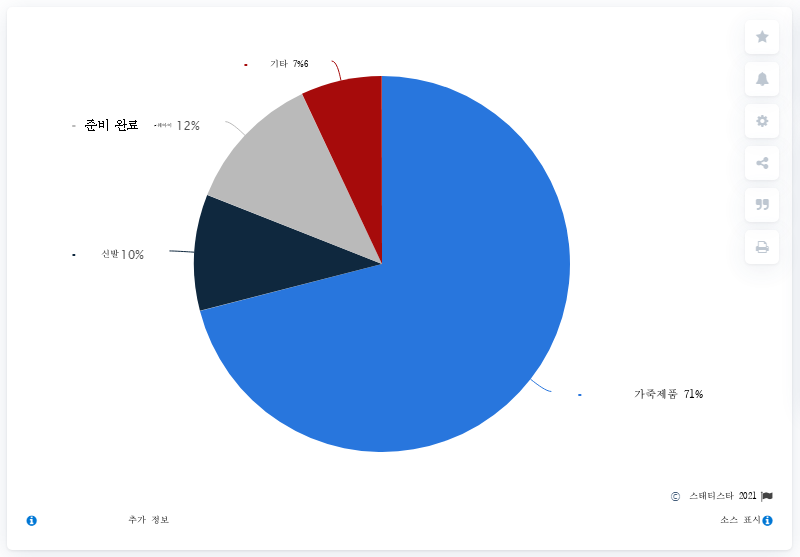 기타 7%6
준비 완료 12%
신발 10%
가죽제품 71%
© 스태티스타 2021
추가 정보
소스 표시